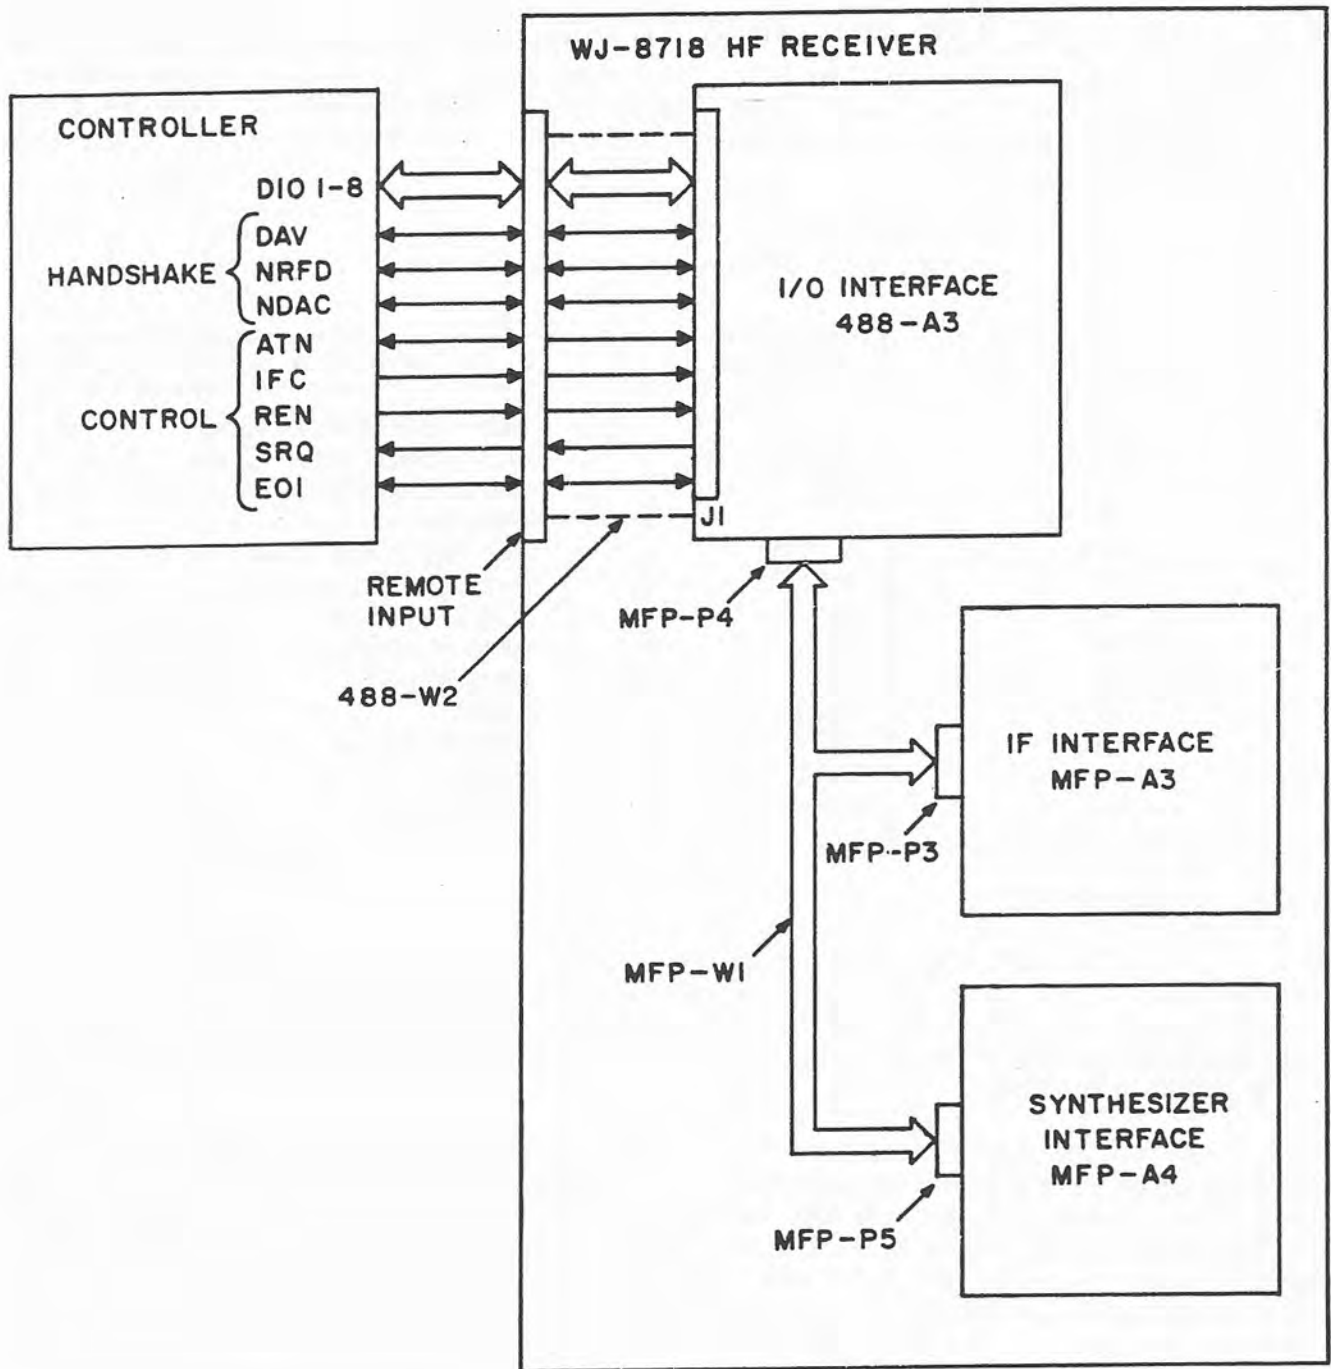 WJ-8718 HF RECEIVER
CONTROLLER
DIO 1-8
HANDSHAKE
DAV
NRFD
NDAC
CONTROL
ATN
IFC
REN
SRQ
EOI
I/O INTERFACE
488-A3
J1
REMOTE
INPUT
488-W2
MFP-P4
IF INTERFACE
MFP-A3
MFP-P3
MFP-W1
SYNTHESIZER
INTERFACE
MFP-A4
MFP-P5